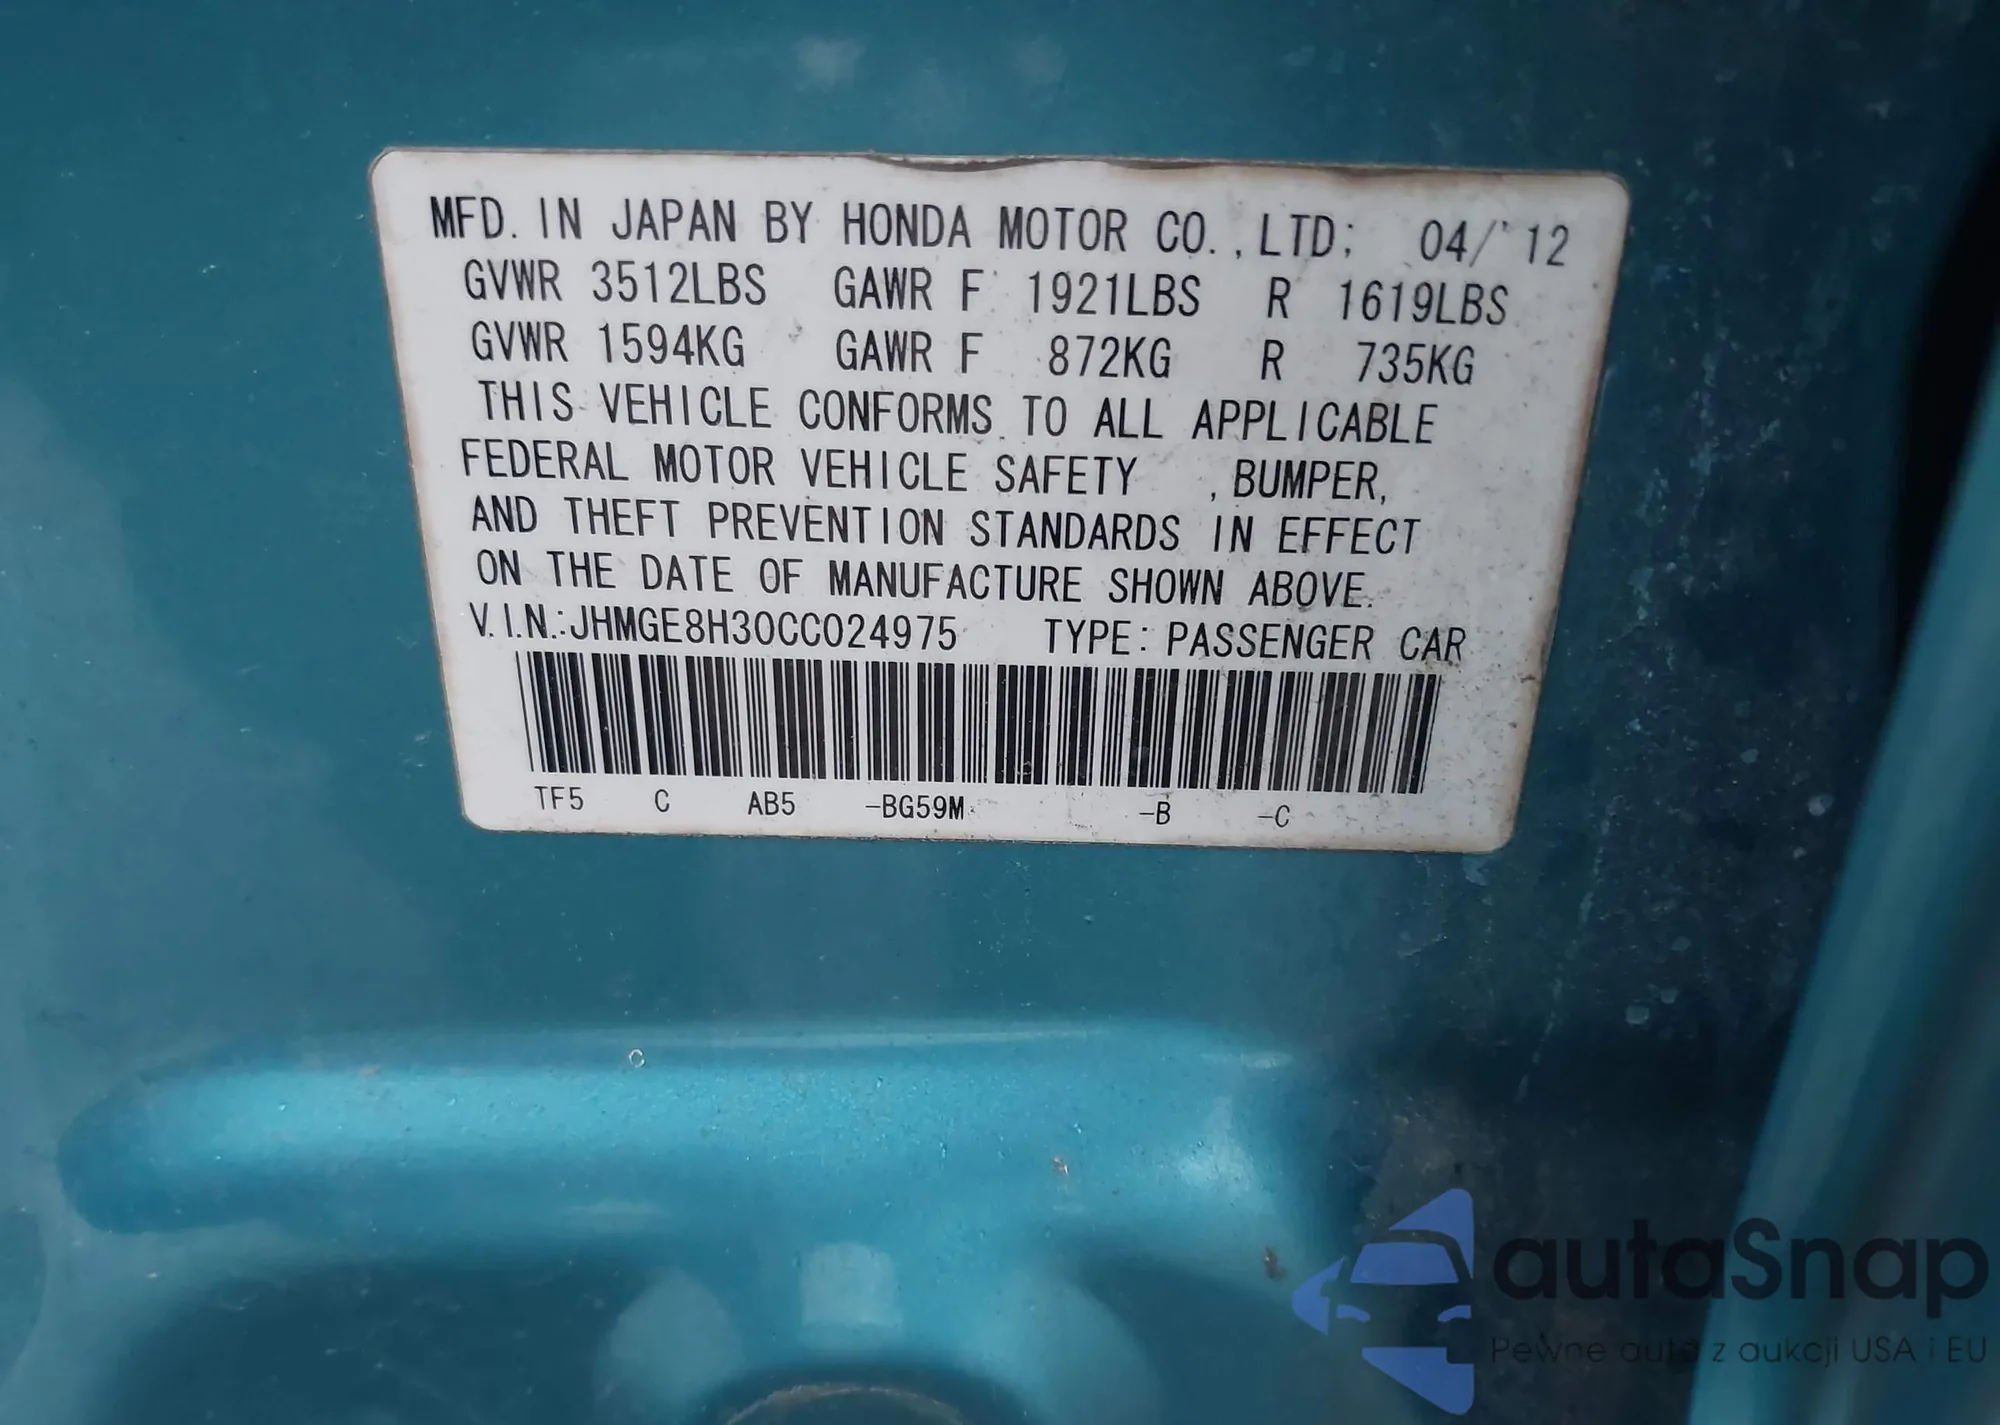 MFD. IN JAPAN BY HONDA MOTOR CO.,LTD; 04/'12
GVWR 3512LBS GAWR F 1921LBS R 1619LBS
GVWR 1594KG GAWR F 872KG R 735KG
THIS VEHICLE CONFORMS TO ALL APPLICABLE
FEDERAL MOTOR VEHICLE SAFETY ,BUMPER,
AND THEFT PREVENTION STANDARDS IN EFFECT
ON THE DATE OF MANUFACTURE SHOWN ABOVE.
V.I.N.:JHMGE8H30CC024975 TYPE:PASSENGER CAR
TF5 C AB5 -BG59M -B -C
autaSnap
Pewne auta z aukcji USA i EU